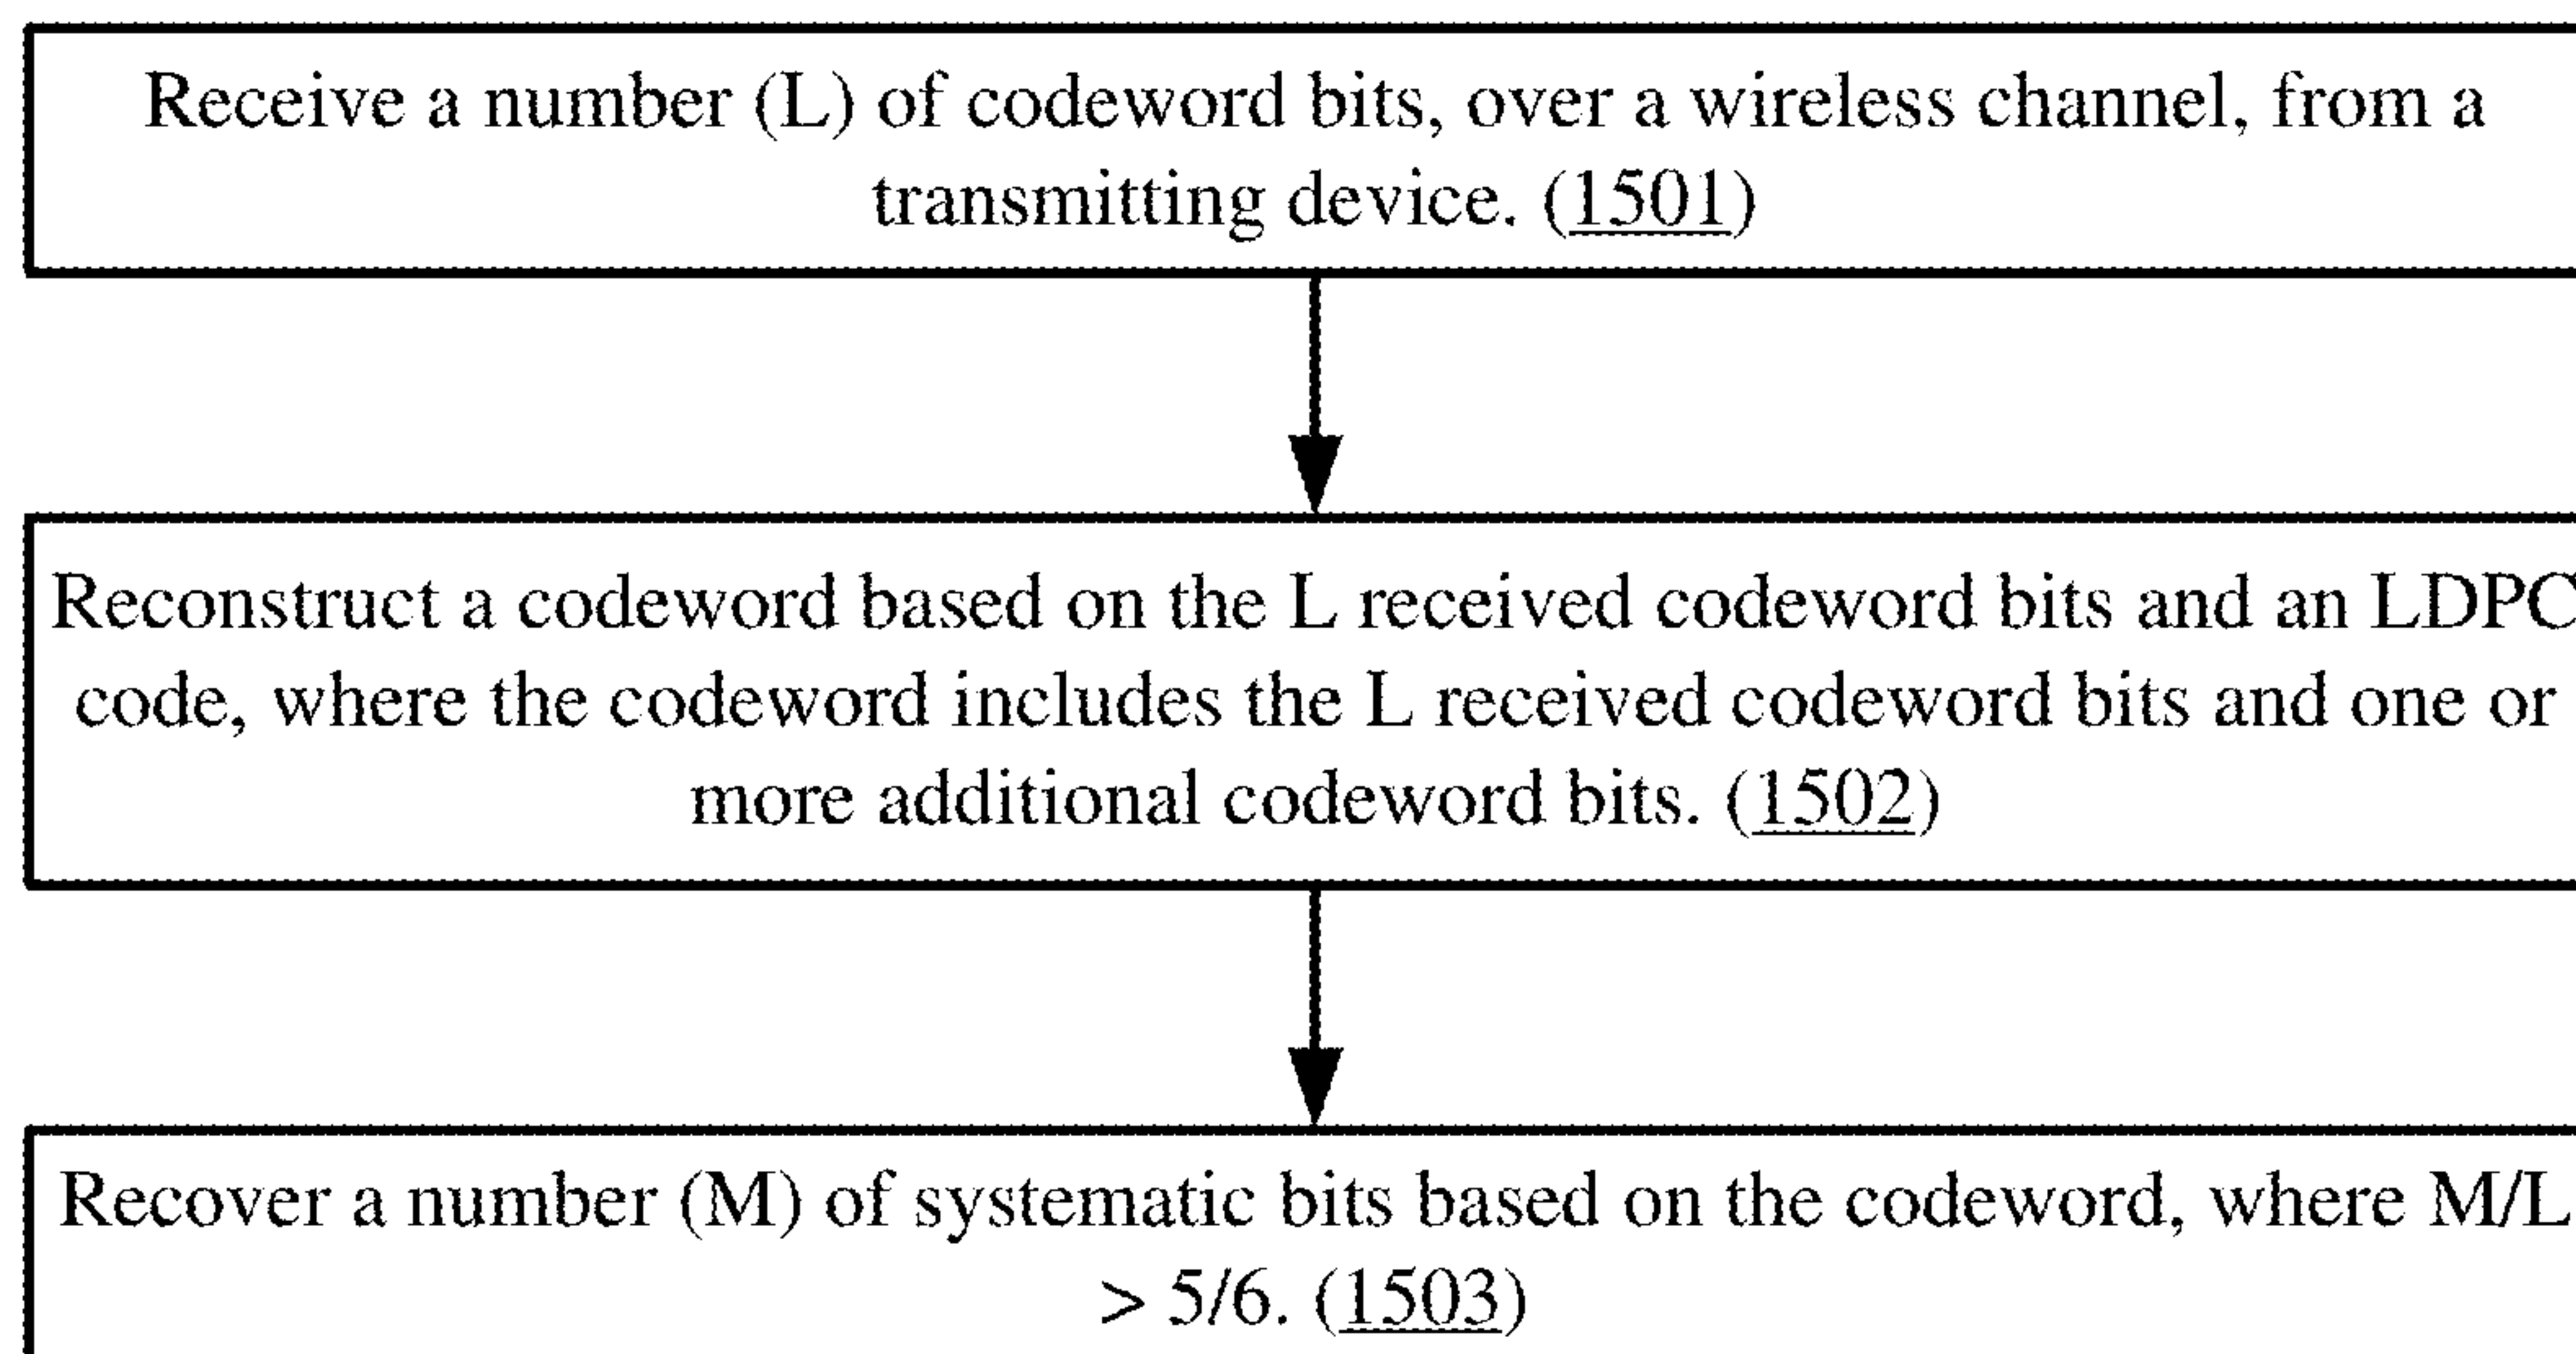 Receive a number (L) of codeword bits, over a wireless channel, from a
transmitting device. (1501)
Reconstruct a codeword based on the L received codeword bits and an LDPC
code, where the codeword includes the L received codeword bits and one or
more additional codeword bits. (1502)
Recover a number (M) of systematic bits based on the codeword, where M/L
> 5/6. (1503)